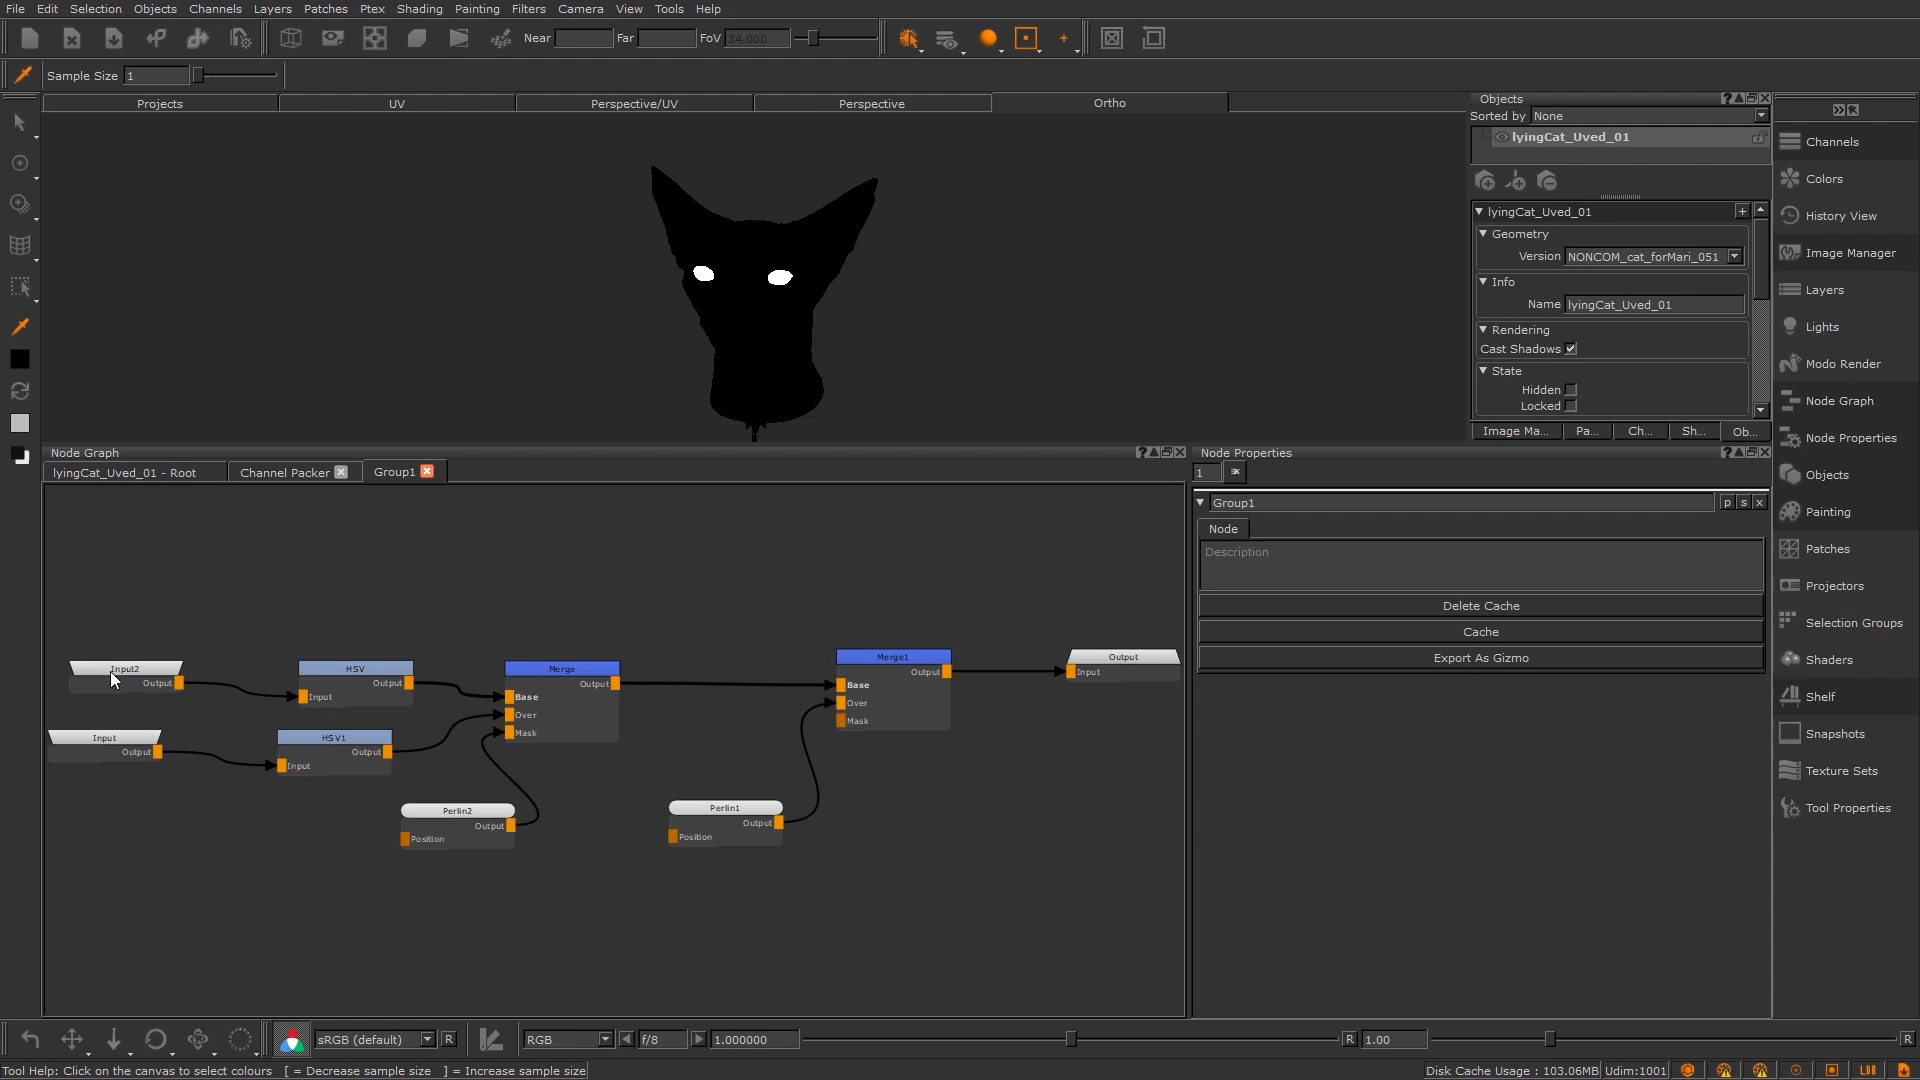 File Edit Selection Objects Channels Layers Patches Ptex Shading Painting Filters Camera View Tools Help
Near Far FoV 34.000
Sample Size 1
Projects UV Perspective/UV Perspective Ortho
Objects
Sorted by None
lyingCat_Uved_01
lyingCat_Uved_01
Geometry
Version NONCOM_cat_forMari_051
Info
Name lyingCat_Uved_01
Rendering
Cast Shadows
State
Hidden
Locked
Image Ma... Pa... Ch... Sh... Ob...
Channels
Colors
History View
Image Manager
Layers
Lights
Modo Render
Node Graph
Node Properties
Objects
Painting
Patches
Projectors
Selection Groups
Shaders
Shelf
Snapshots
Texture Sets
Tool Properties
Node Graph
lyingCat_Uved_01 - Root Channel Packer Group1
Input2
Output
Input
Output
HSV
Output
Input
HSV1
Output
Input
Merge
Output
Base
Over
Mask
Perlin2
Output
Position
Perlin1
Output
Position
Merge1
Output
Base
Over
Mask
Output
Input
Node Properties
1
Group1 p s x
Node
Description
Delete Cache
Cache
Export As Gizmo
sRGB (default) R RGB f/8 1.000000 R 1.00 R
Tool Help: Click on the canvas to select colours [ = Decrease sample size ] = Increase sample size
Disk Cache Usage : 103.06MB Udim:1001 LDR